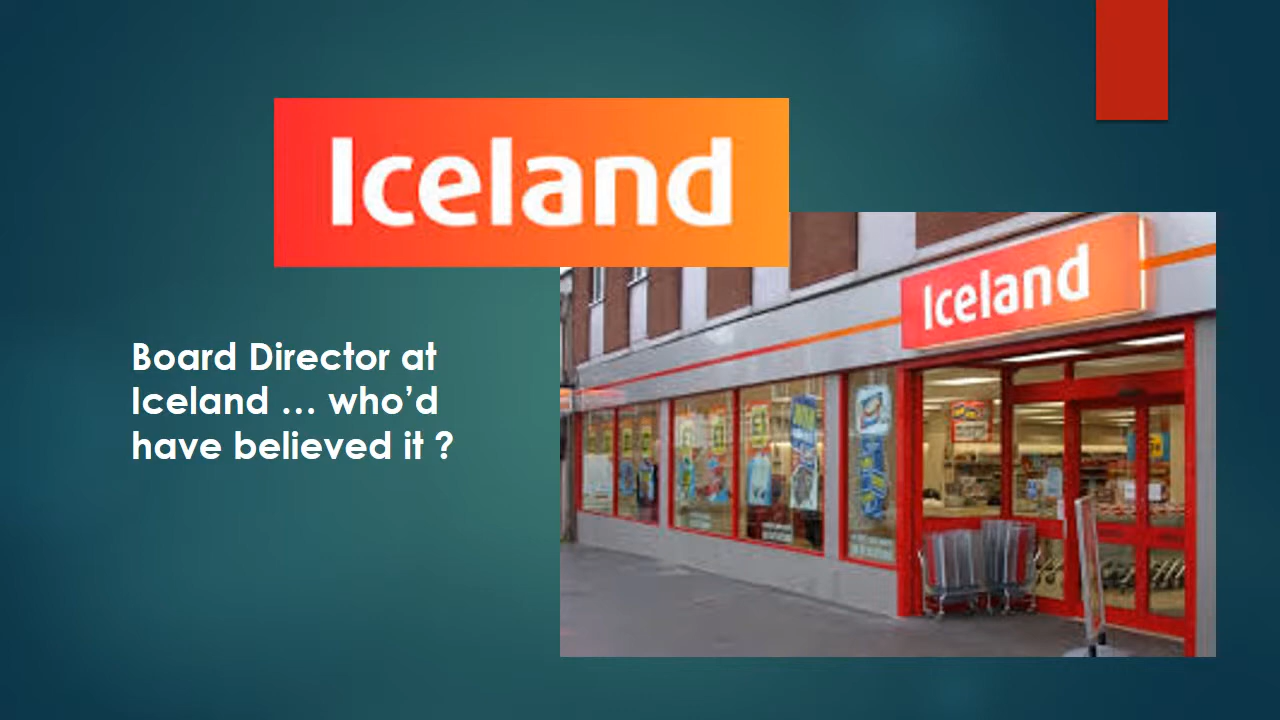 Iceland
Iceland
Board Director at
Iceland … who’d
have believed it ?